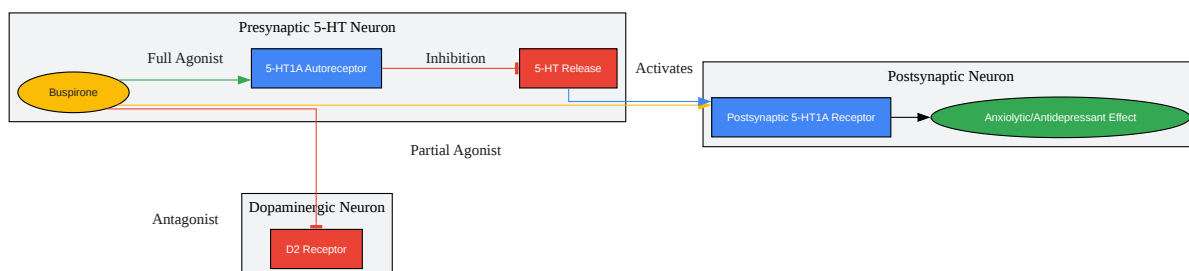 Presynaptic 5-HT Neuron
Full Agonist
Inhibition
5-HT1A Autoreceptor
5-HT Release
Activates
Buspirone
Postsynaptic Neuron
Postsynaptic 5-HT1A Receptor
Anxiolytic/Antidepressant Effect
Partial Agonist
Antagonist
Dopaminergic Neuron
D2 Receptor